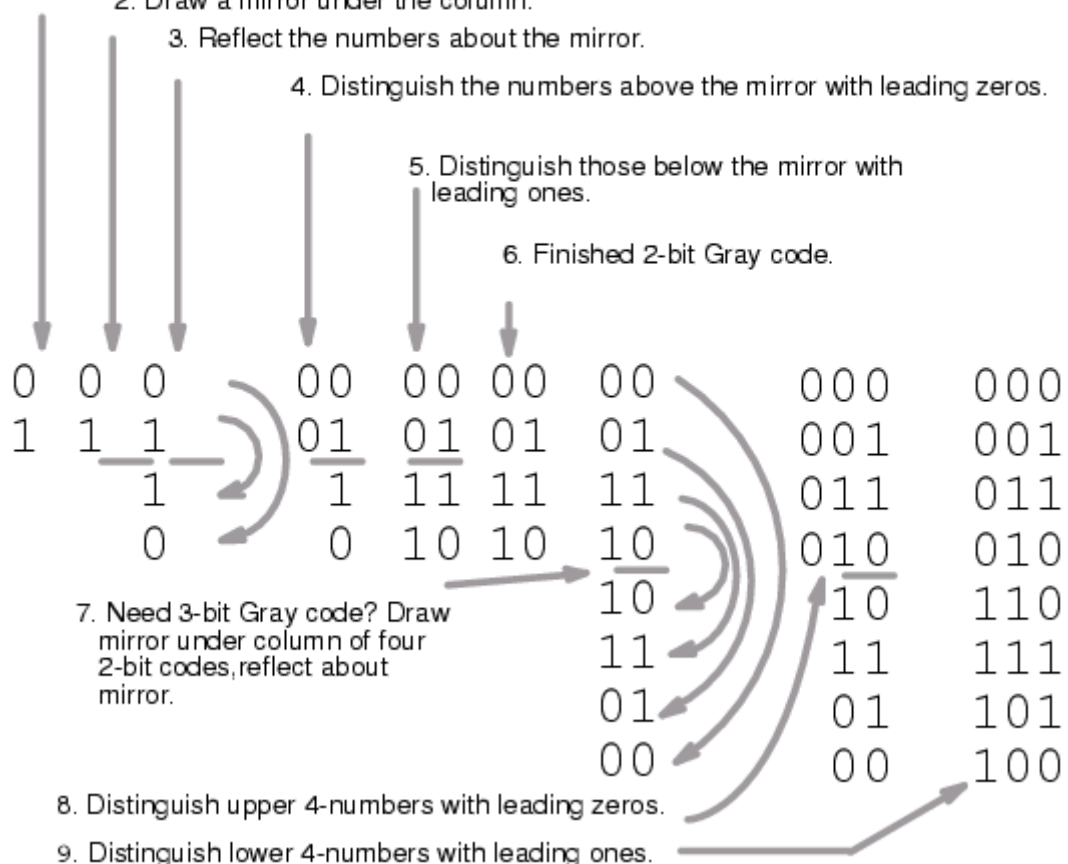 2. Draw a mirror under the column.
3. Reflect the numbers about the mirror.
4. Distinguish the numbers above the mirror with leading zeros.
5. Distinguish those below the mirror with
leading ones.
6. Finished 2-bit Gray code.
0 0 0 00 00 00 00 000 000
1 1 1 01 01 01 01 001 001
1 1 11 11 11 011 011
0 0 10 10 10 010 010
10 10 110
11 11 111
01 01 101
00 00 100
7. Need 3-bit Gray code? Draw
mirror under column of four
2-bit codes, reflect about
mirror.
8. Distinguish upper 4-numbers with leading zeros.
9. Distinguish lower 4-numbers with leading ones.